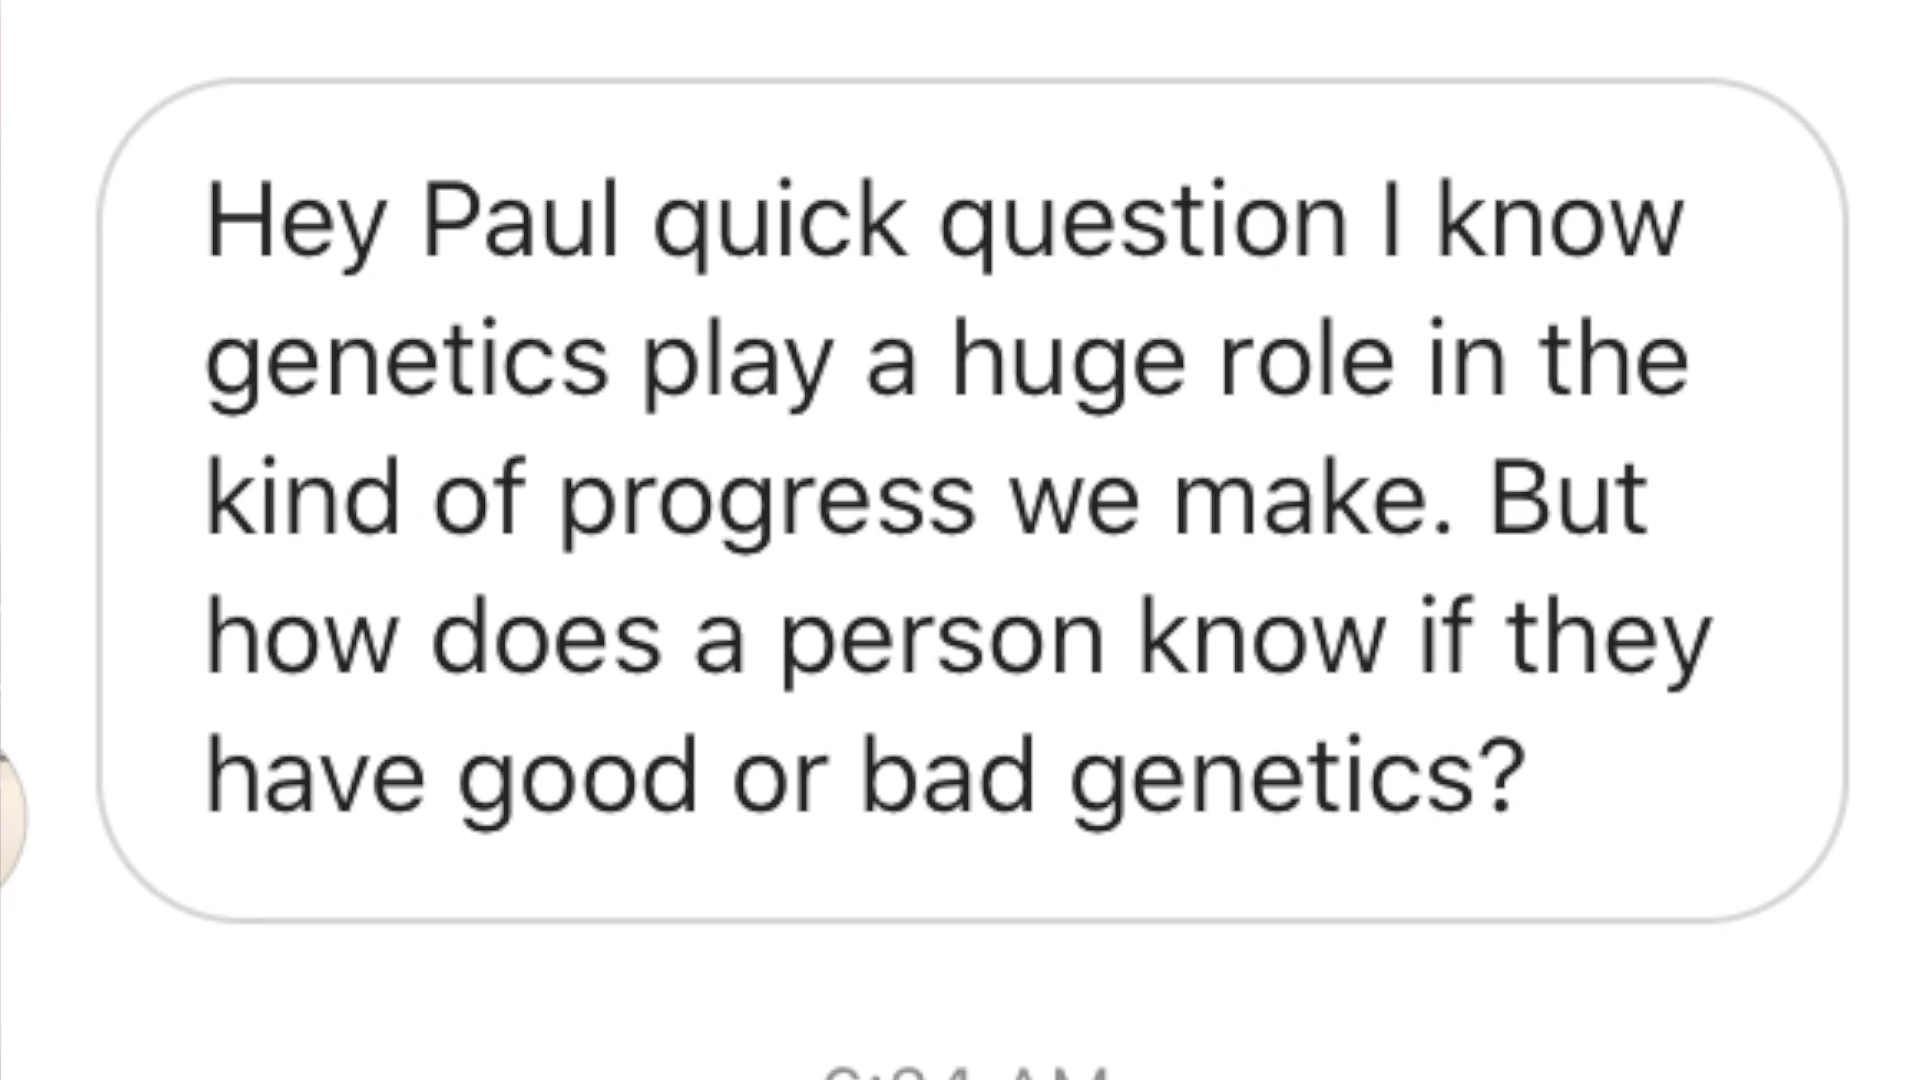 Hey Paul quick question I know
genetics play a huge role in the
kind of progress we make. But
how does a person know if they
have good or bad genetics?
AM